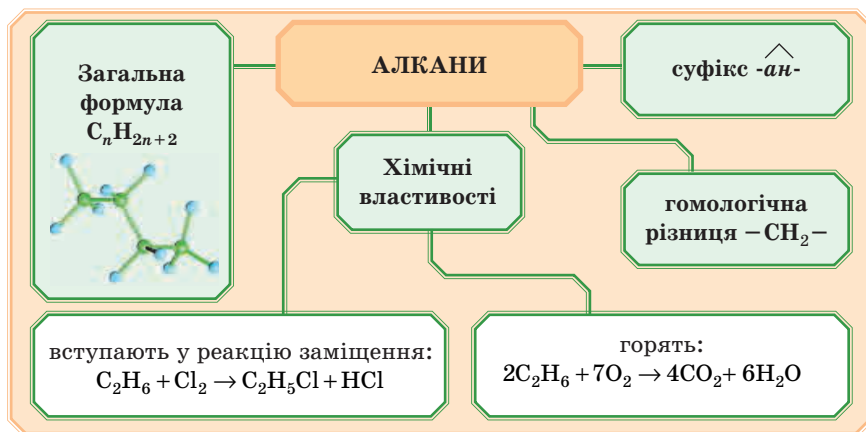 АЛКАНИ
Загальна
формула
CₙH₂ₙ₊₂
суфікс -ан-
Хімічні
властивості
гомологічна
різниця –CH₂–
вступають у реакцію заміщення:
C₂H₆ + Cl₂ → C₂H₅Cl + HCl
горять:
2C₂H₆ + 7O₂ → 4CO₂ + 6H₂O